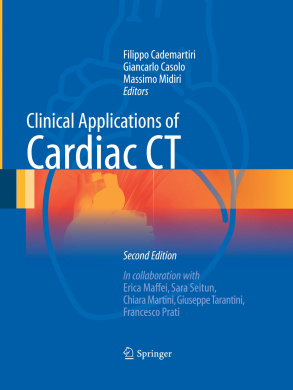 Filippo Cademartiri
Giancarlo Casolo
Massimo Midiri
Editors
Clinical Applications of
Cardiac CT
Second Edition
In collaboration with
Erica Maffei, Sara Seitun,
Chiara Martini, Giuseppe Tarantini,
Francesco Prati
Springer